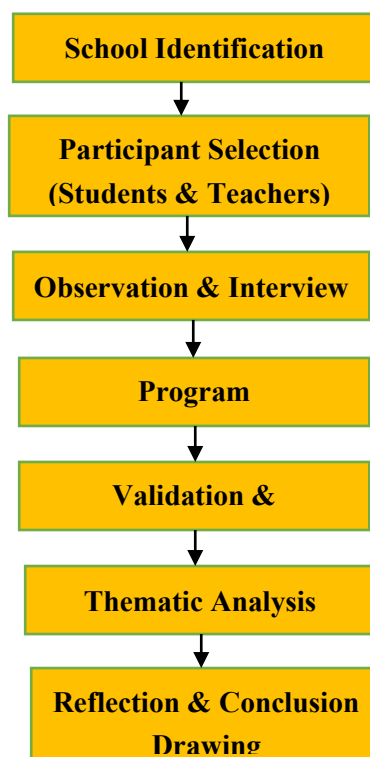 School Identification
Participant Selection
(Students & Teachers)
Observation & Interview
Program
Validation &
Thematic Analysis
Reflection & Conclusion
Drawing